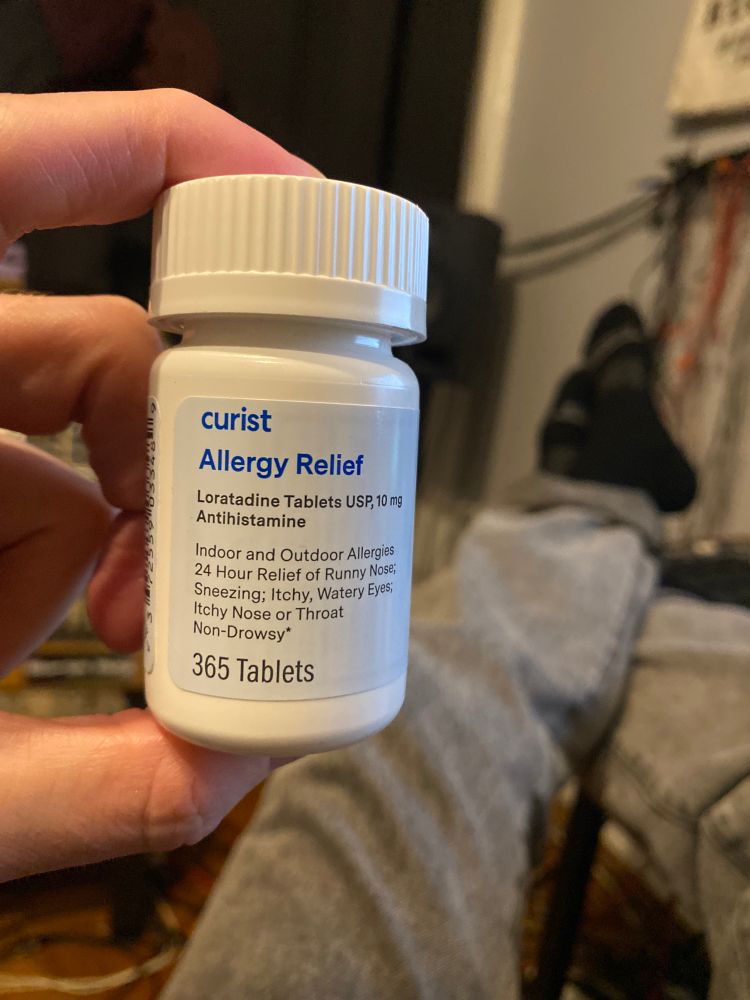 curist
Allergy Relief
Loratadine Tablets USP, 10 mg
Antihistamine
Indoor and Outdoor Allergies
24 Hour Relief of Runny Nose;
Sneezing; Itchy, Watery Eyes;
Itchy Nose or Throat
Non-Drowsy*
365 Tablets